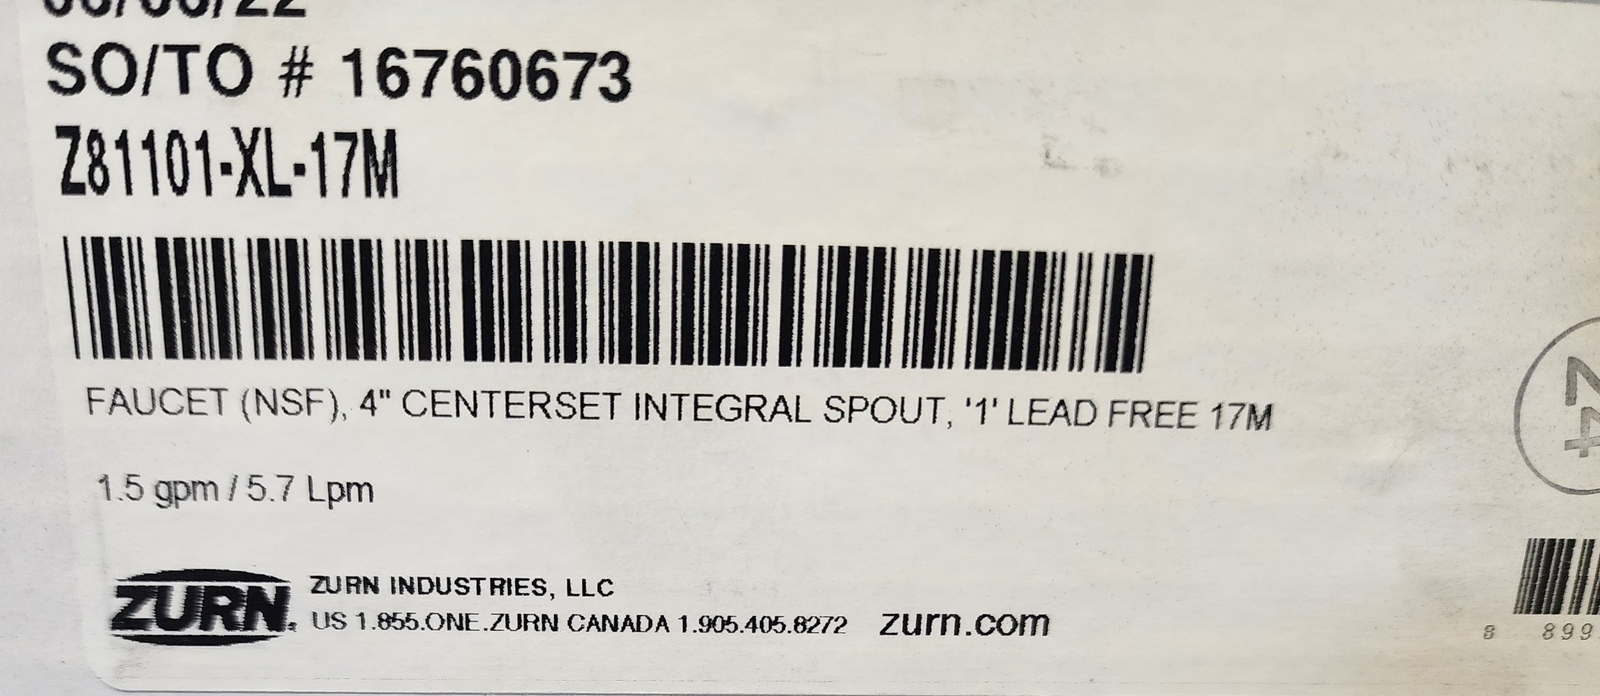 SO/TO # 16760673
Z81101-XL-17M
FAUCET (NSF), 4" CENTERSET INTEGRAL SPOUT, '1' LEAD FREE 17M
1.5 gpm / 5.7 Lpm
ZURN. ZURN INDUSTRIES, LLC
US 1.855.ONE.ZURN CANADA 1.905.405.8272 zurn.com
8 899